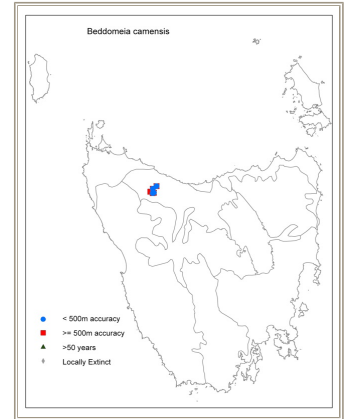 Beddomeia camensis
< 500m accuracy
>= 500m accuracy
>50 years
Locally Extinct